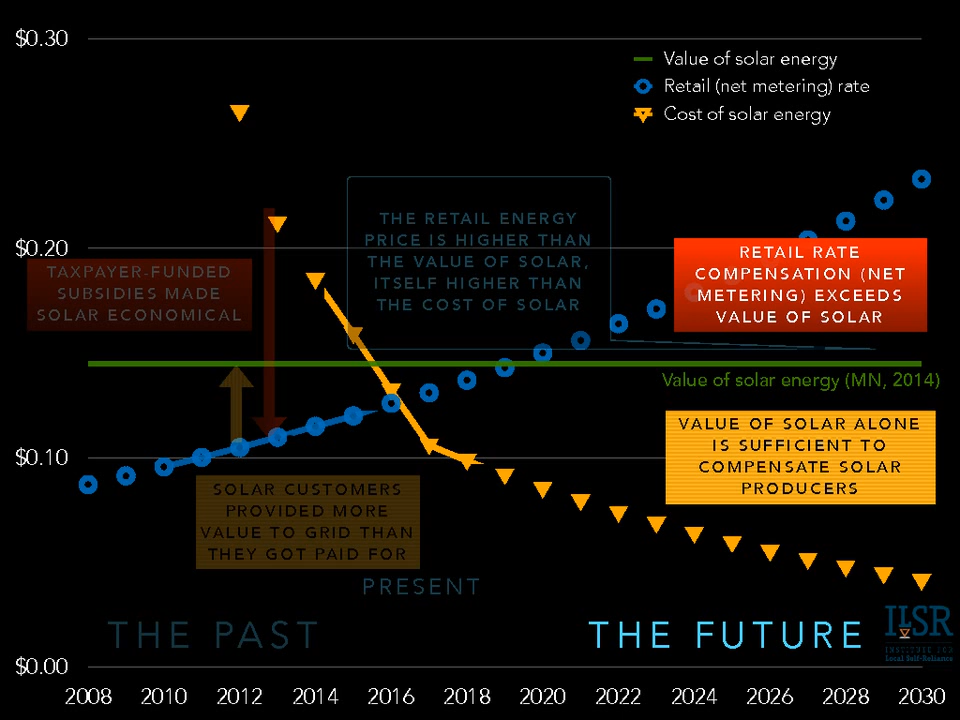 $0.30
Value of solar energy
Retail (net metering) rate
Cost of solar energy
THE RETAIL ENERGY
PRICE IS HIGHER THAN
THE VALUE OF SOLAR,
ITSELF HIGHER THAN
THE COST OF SOLAR
$0.20
TAXPAYER-FUNDED
SUBSIDIES MADE
SOLAR ECONOMICAL
RETAIL RATE
COMPENSATION (NET
METERING) EXCEEDS
VALUE OF SOLAR
Value of solar energy (MN, 2014)
VALUE OF SOLAR ALONE
IS SUFFICIENT TO
COMPENSATE SOLAR
PRODUCERS
$0.10
SOLAR CUSTOMERS
PROVIDED MORE
VALUE TO GRID THAN
THEY GOT PAID FOR
PRESENT
THE PAST
THE FUTURE
ILSR
INSTITUTE FOR
Local Self-Reliance
$0.00
2008 2010 2012 2014 2016 2018 2020 2022 2024 2026 2028 2030